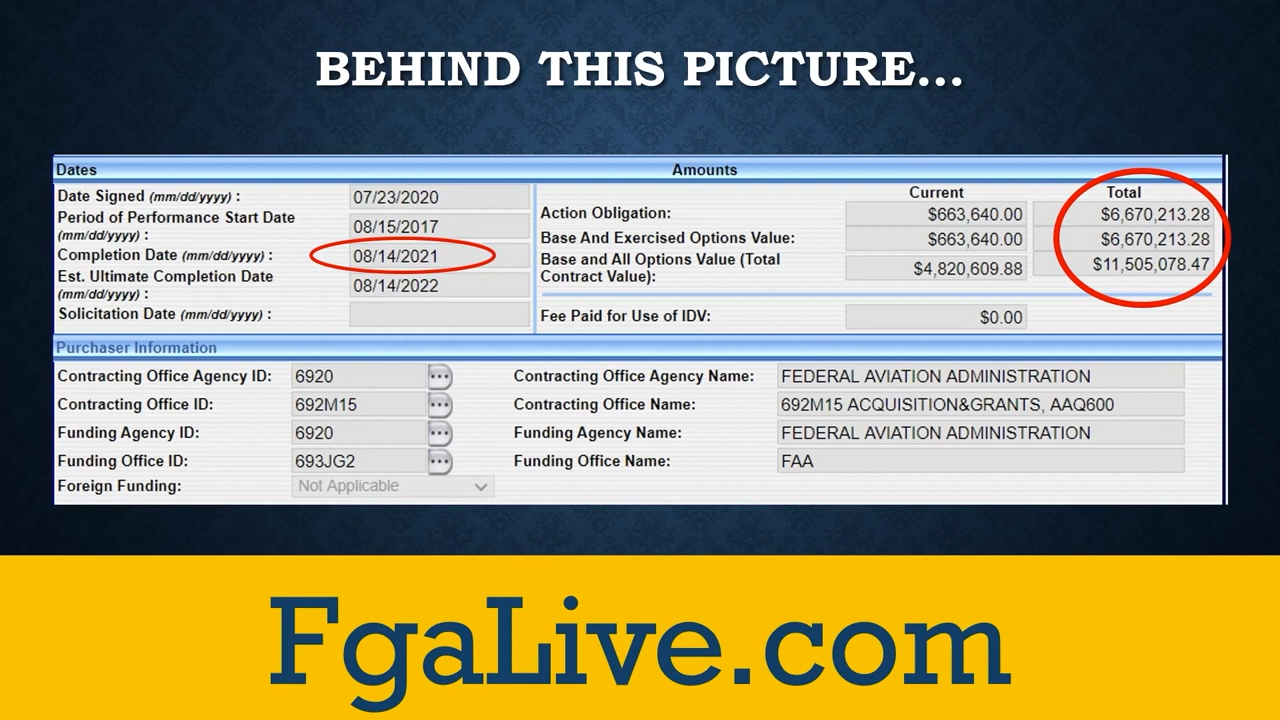 BEHIND THIS PICTURE...
Dates
Amounts
Date Signed (mm/dd/yyyy) :
07/23/2020
Period of Performance Start Date
(mm/dd/yyyy) :
08/15/2017
Completion Date (mm/dd/yyyy) :
08/14/2021
Est. Ultimate Completion Date
(mm/dd/yyyy) :
08/14/2022
Solicitation Date (mm/dd/yyyy) :
Current
Total
Action Obligation:
$663,640.00
$6,670,213.28
Base And Exercised Options Value:
$663,640.00
$6,670,213.28
Base and All Options Value (Total
Contract Value):
$4,820,609.88
$11,505,078.47
Fee Paid for Use of IDV:
$0.00
Purchaser Information
Contracting Office Agency ID:
6920
Contracting Office Agency Name:
FEDERAL AVIATION ADMINISTRATION
Contracting Office ID:
692M15
Contracting Office Name:
692M15 ACQUISITION&GRANTS, AAQ600
Funding Agency ID:
6920
Funding Agency Name:
FEDERAL AVIATION ADMINISTRATION
Funding Office ID:
693JG2
Funding Office Name:
FAA
Foreign Funding:
Not Applicable
FgaLive.com